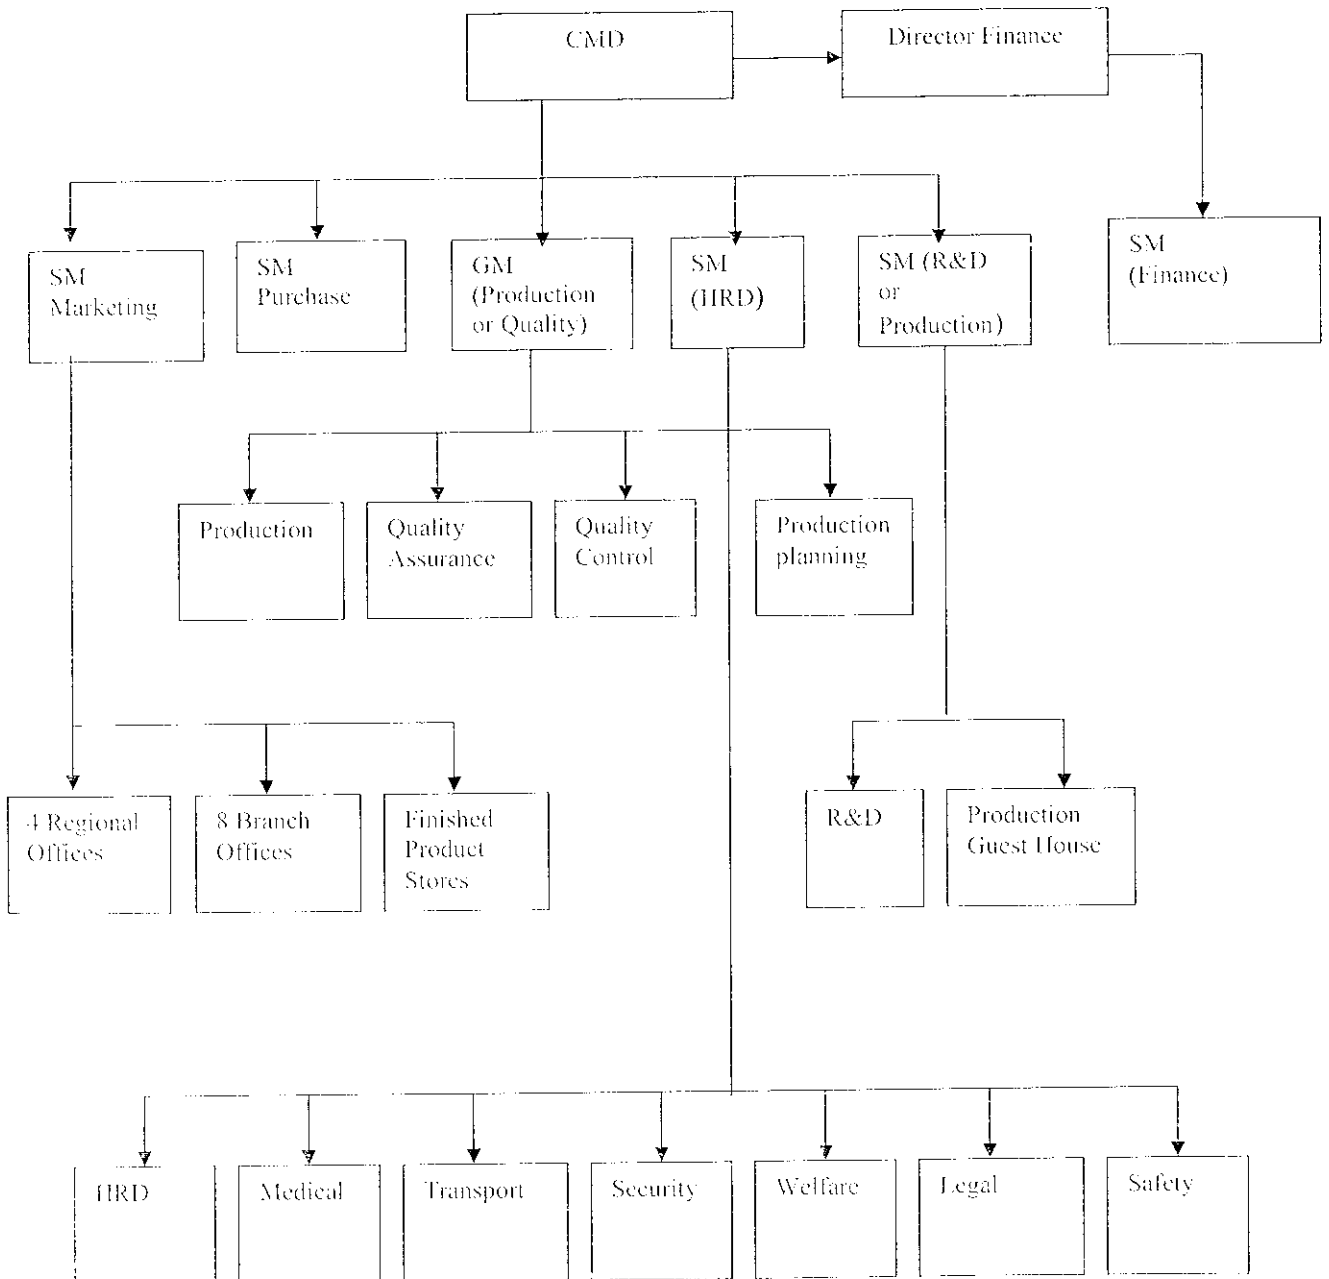 CMD
Director Finance
SM
Marketing
SM
Purchase
GM
(Production
or Quality)
SM
(HRD)
SM (R&D
or
Production)
SM
(Finance)
Production
Quality
Assurance
Quality
Control
Production
planning
4 Regional
Offices
8 Branch
Offices
Finished
Product
Stores
R&D
Production
Guest House
HRD
Medical
Transport
Security
Welfare
Legal
Safety